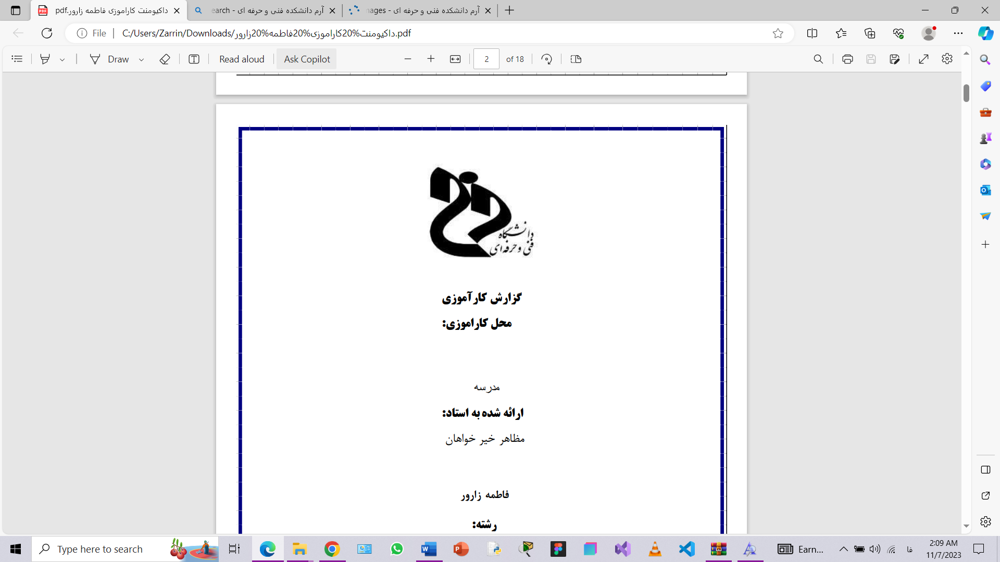 داکیومنت کاراموزی فاطمه زارور.pdf
آرم دانشکده فنی و حرفه ای - earch
آرم دانشکده فنی و حرفه ای - nages
File
C:/Users/Zarrin/Downloads/داکیومنت%20کاراموزی%20فاطمه%20زارور.pdf
Draw
Read aloud
Ask Copilot
2 of 18
دانشگاه
فنی و حرفه‌ای
گزارش کارآموزی
محل کاراموزی:
مدرسه
ارائه شده به استاد:
مظاهر خیر خواهان
فاطمه زارور
رشته:
Type here to search
Earn...
فا
2:09 AM
11/7/2023